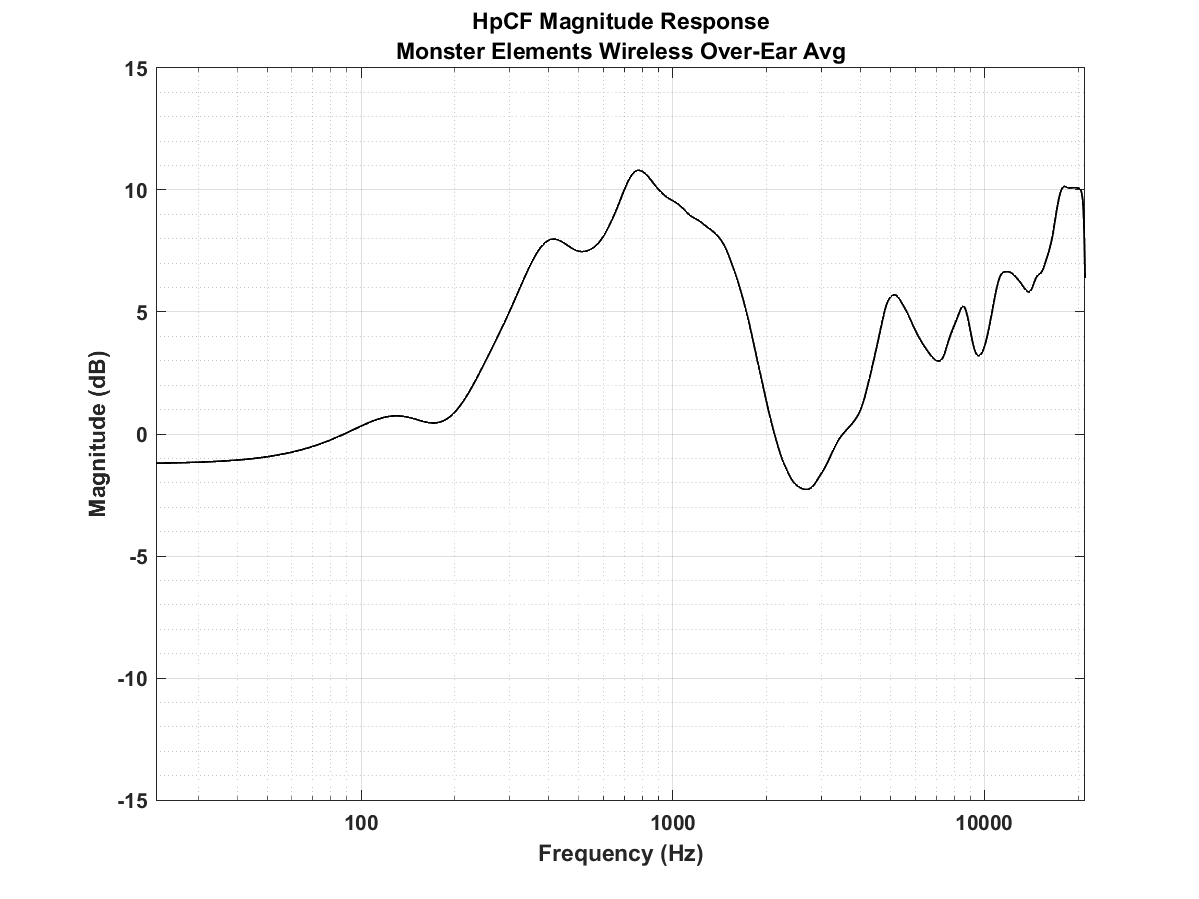 HpCF Magnitude Response
Monster Elements Wireless Over-Ear Avg
15
10
5
0
-5
-10
-15
Magnitude (dB)
100 1000 10000
Frequency (Hz)